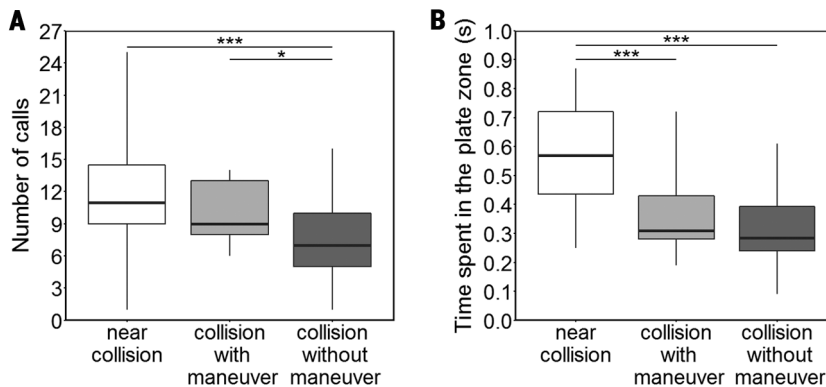 A
Number of calls
27
24
21
18
15
12
9
6
3
0
***
*
near
collision
collision
with
maneuver
collision
without
maneuver
B
Time spent in the plate zone (s)
1.0
0.9
0.8
0.7
0.6
0.5
0.4
0.3
0.2
0.1
0.0
***
***
near
collision
collision
with
maneuver
collision
without
maneuver